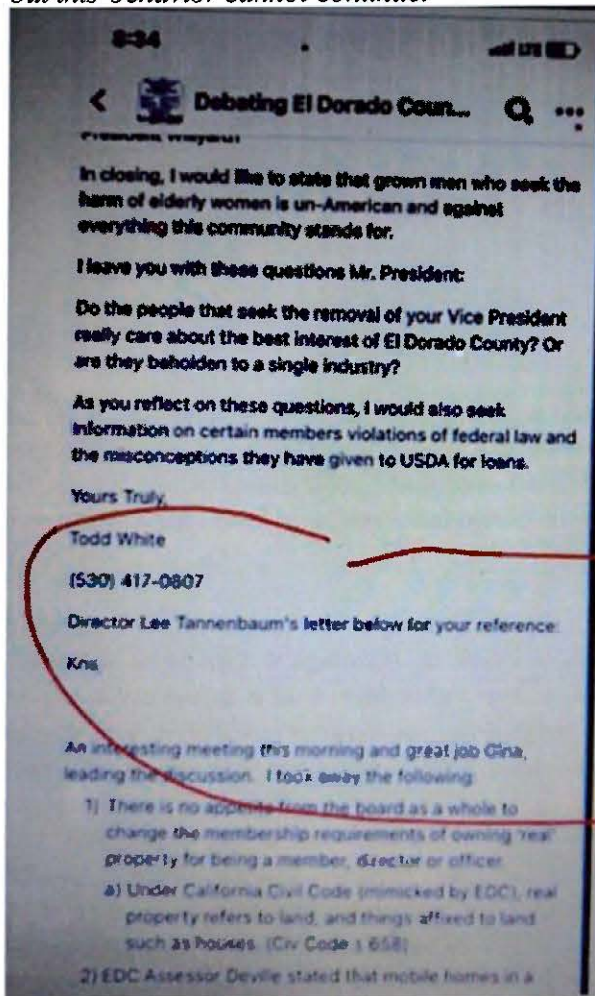 8:34
LTE
Debating El Dorado Coun...
In closing, I would like to state that grown men who seek the
harm of elderly women is un-American and against
everything this community stands for.
I leave you with these questions Mr. President:
Do the people that seek the removal of your Vice President
really care about the best interest of El Dorado County? Or
are they beholden to a single industry?
As you reflect on these questions, I would also seek
information on certain members violations of federal law and
the misconceptions they have given to USDA for loans.
Yours Truly,
Todd White
(530) 417-0807
Director Lee Tannenbaum's letter below for your reference:
An interesting meeting this morning and great job Gina,
leading the discussion. I took away the following:
1) There is no appetite from the board as a whole to
change the membership requirements of owning 'real'
property for being a member, director or officer.
a) Under California Civil Code (mimicked by EDC), real
property refers to land, and things affixed to land
such as houses. (Civ Code § 658)
2) EDC Assessor Deville stated that mobile homes in a